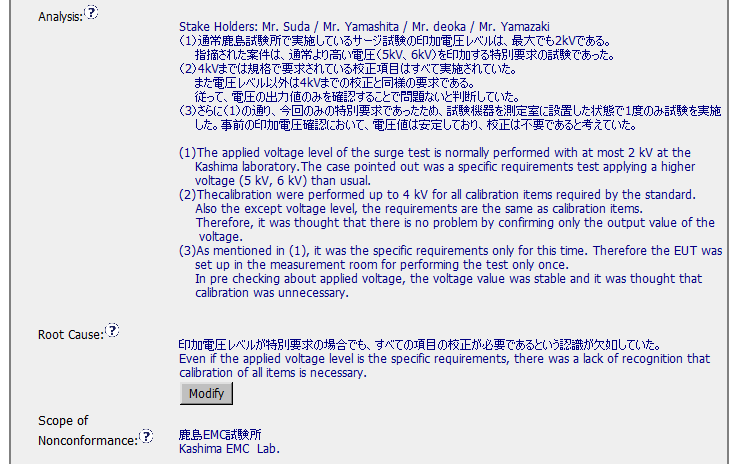 Analysis:?
Stake Holders: Mr. Suda / Mr. Yamashita / Mr. deoka / Mr. Yamazaki
(1)通常鹿島試験所で実施しているサージ試験の印加電圧レベルは、最大でも2kVである。
指摘された案件は、通常より高い電圧(5kV、6kV)を印加する特別要求の試験であった。
(2)4kVまでは規格で要求されている校正項目はすべて実施されていた。
また電圧レベル以外は4kVまでの校正と同様の要求である。
従って、電圧の出力値のみを確認することで問題ないと判断していた。
(3)さらに(1)の通り、今回のみの特別要求であったため、試験機器を測定室に設置した状態で1度のみ試験を実施
した。事前の印加電圧確認において、電圧値は安定しており、校正は不要であると考えていた。
(1)The applied voltage level of the surge test is normally performed with at most 2 kV at the
Kashima laboratory.The case pointed out was a specific requirements test applying a higher
voltage (5 kV, 6 kV) than usual.
(2)Thecalibration were performed up to 4 kV for all calibration items required by the standard.
Also the except voltage level, the requirements are the same as calibration items.
Therefore, it was thought that there is no problem by confirming only the output value of the
voltage.
(3)As mentioned in (1), it was the specific requirements only for this time. Therefore the EUT was
set up in the measurement room for performing the test only once.
In pre checking about applied voltage, the voltage value was stable and it was thought that
calibration was unnecessary.
Root Cause:?
印加電圧レベルが特別要求の場合でも、すべての項目の校正が必要であるという認識が欠如していた。
Even if the applied voltage level is the specific requirements, there was a lack of recognition that
calibration of all items is necessary.
Modify
Scope of
Nonconformance:?
鹿島EMC試験所
Kashima EMC Lab.